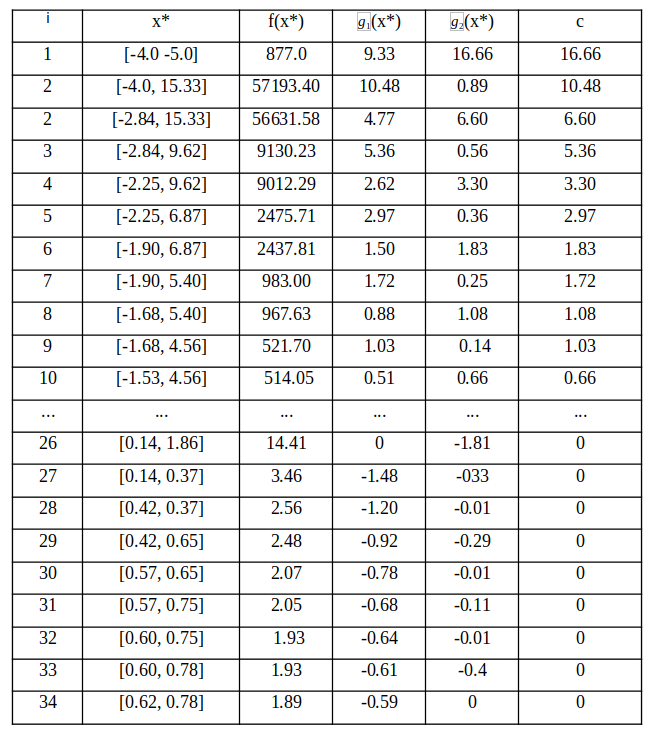 i x* f(x*) g₁(x*) g₂(x*) c
1 [-4.0 -5.0] 877.0 9.33 16.66 16.66
2 [-4.0, 15.33] 57193.40 10.48 0.89 10.48
2 [-2.84, 15.33] 56631.58 4.77 6.60 6.60
3 [-2.84, 9.62] 9130.23 5.36 0.56 5.36
4 [-2.25, 9.62] 9012.29 2.62 3.30 3.30
5 [-2.25, 6.87] 2475.71 2.97 0.36 2.97
6 [-1.90, 6.87] 2437.81 1.50 1.83 1.83
7 [-1.90, 5.40] 983.00 1.72 0.25 1.72
8 [-1.68, 5.40] 967.63 0.88 1.08 1.08
9 [-1.68, 4.56] 521.70 1.03 0.14 1.03
10 [-1.53, 4.56] 514.05 0.51 0.66 0.66
... ... ... ... ... ...
26 [0.14, 1.86] 14.41 0 -1.81 0
27 [0.14, 0.37] 3.46 -1.48 -033 0
28 [0.42, 0.37] 2.56 -1.20 -0.01 0
29 [0.42, 0.65] 2.48 -0.92 -0.29 0
30 [0.57, 0.65] 2.07 -0.78 -0.01 0
31 [0.57, 0.75] 2.05 -0.68 -0.11 0
32 [0.60, 0.75] 1.93 -0.64 -0.01 0
33 [0.60, 0.78] 1.93 -0.61 -0.4 0
34 [0.62, 0.78] 1.89 -0.59 0 0